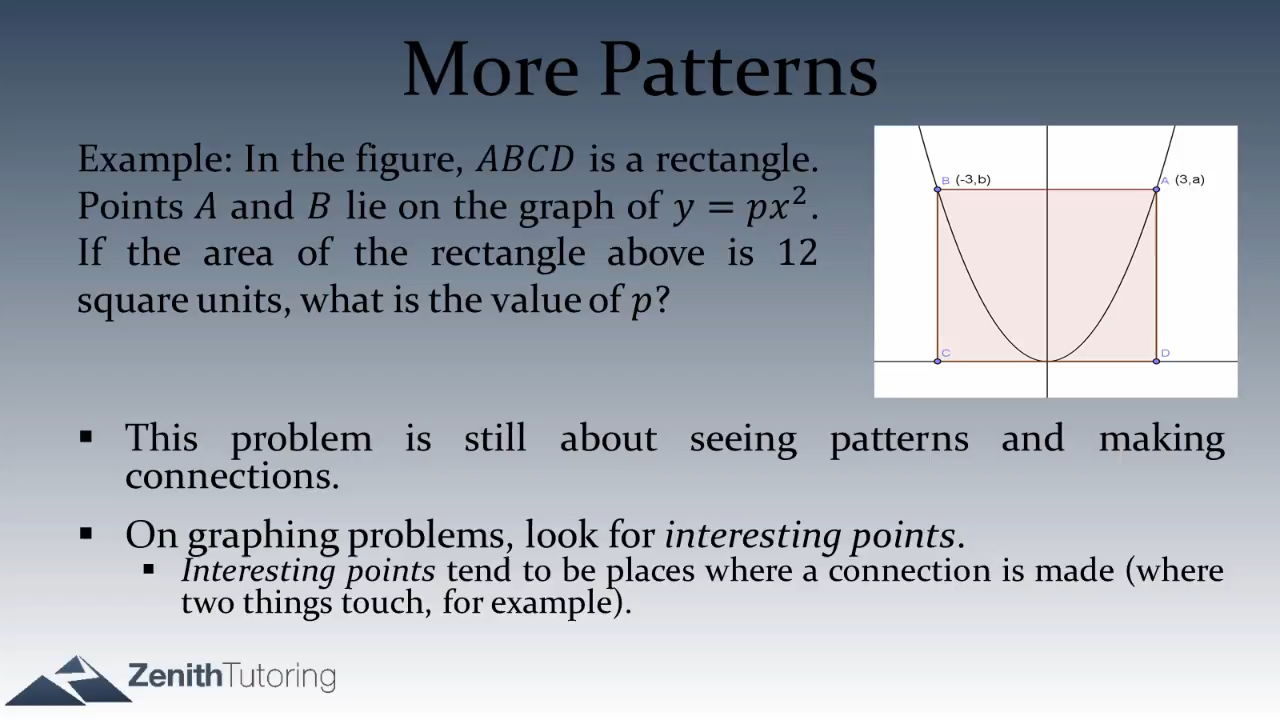 More Patterns
Example: In the figure, 𝐴𝐵𝐶𝐷 is a rectangle.
Points 𝐴 and 𝐵 lie on the graph of 𝑦 = 𝑝𝑥².
If the area of the rectangle above is 12
square units, what is the value of 𝑝?
B (-3,b)
A (3,a)
C
D
▪ This problem is still about seeing patterns and making
connections.
▪ On graphing problems, look for interesting points.
▪ Interesting points tend to be places where a connection is made (where
two things touch, for example).
ZenithTutoring